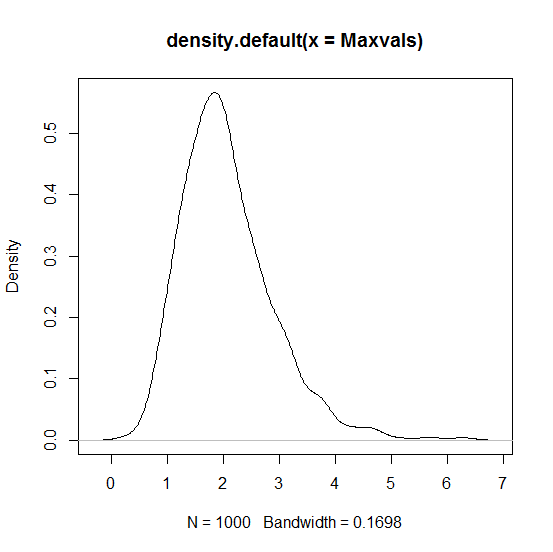 density.default(x = Maxvals)
Density
0.5
0.4
0.3
0.2
0.1
0.0
0 1 2 3 4 5 6 7
N = 1000   Bandwidth = 0.1698